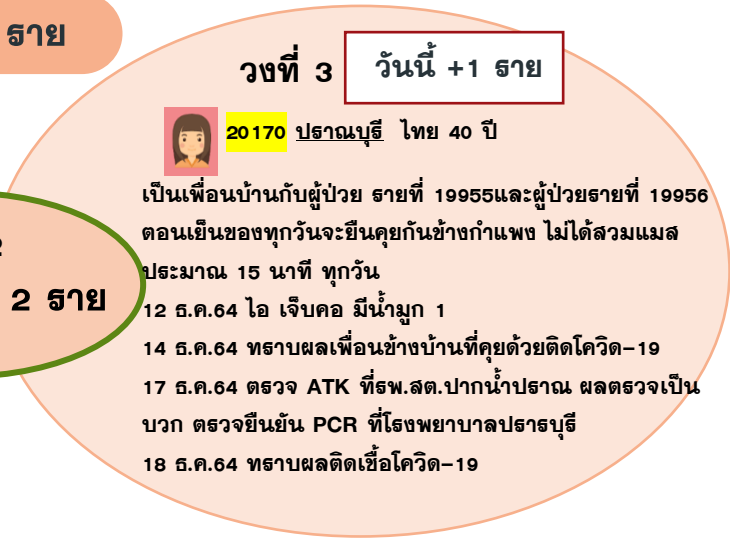 ราย
วงที่ 3
วันนี้ +1 ราย
20170 ปราณบุรี ไทย 40 ปี
เป็นเพื่อนบ้านกับผู้ป่วย รายที่ 19955และผู้ป่วยรายที่ 19956
ตอนเย็นของทุกวันจะยืนคุยกันข้างกำแพง ไม่ได้สวมแมส
ประมาณ 15 นาที ทุกวัน
12 ธ.ค.64 ไอ เจ็บคอ มีน้ำมูก 1
14 ธ.ค.64 ทราบผลเพื่อนข้างบ้านที่คุยด้วยติดโควิด-19
17 ธ.ค.64 ตรวจ ATK ที่รพ.สต.ปากน้ำปราณ ผลตรวจเป็น
บวก ตรวจยืนยัน PCR ที่โรงพยาบาลปรารบุรี
18 ธ.ค.64 ทราบผลติดเชื้อโควิด-19
2 ราย